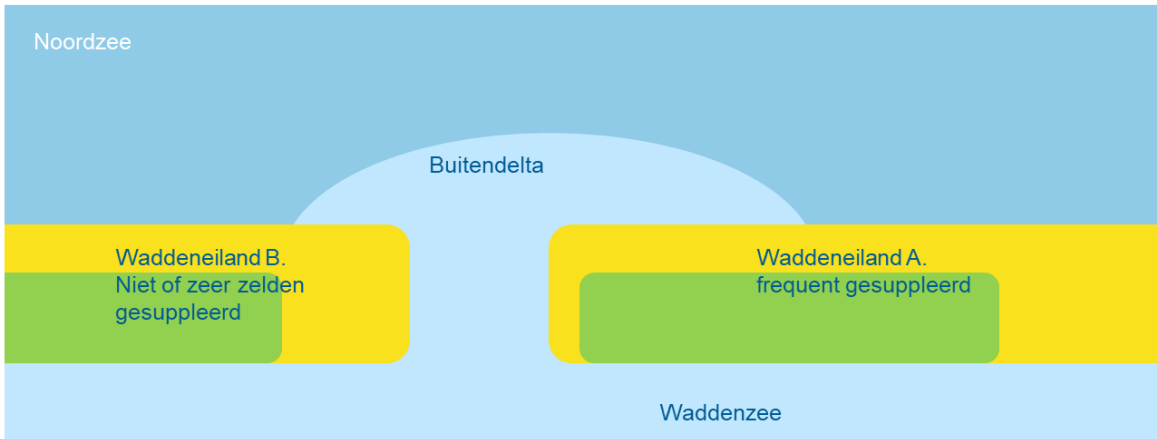 Noordzee
Buitendelta
Waddeneiland B.
Niet of zeer zelden
gesuppleerd
Waddeneiland A.
frequent gesuppleerd
Waddenzee